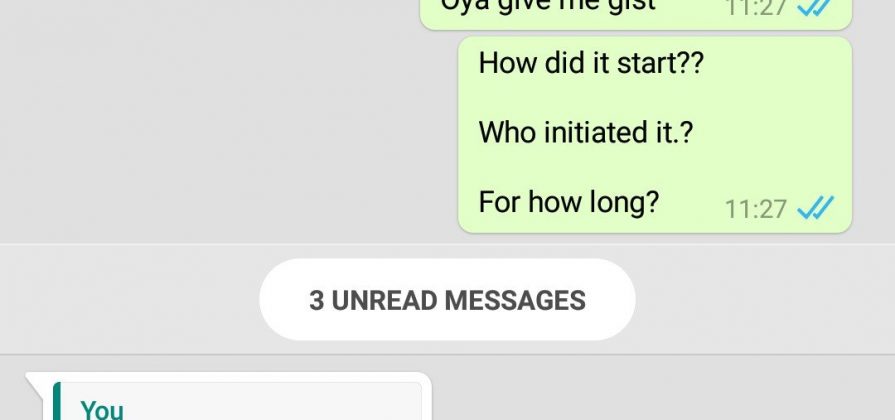 Oya give me gist
11:27
How did it start??
Who initiated it.?
For how long?
11:27
3 UNREAD MESSAGES
You